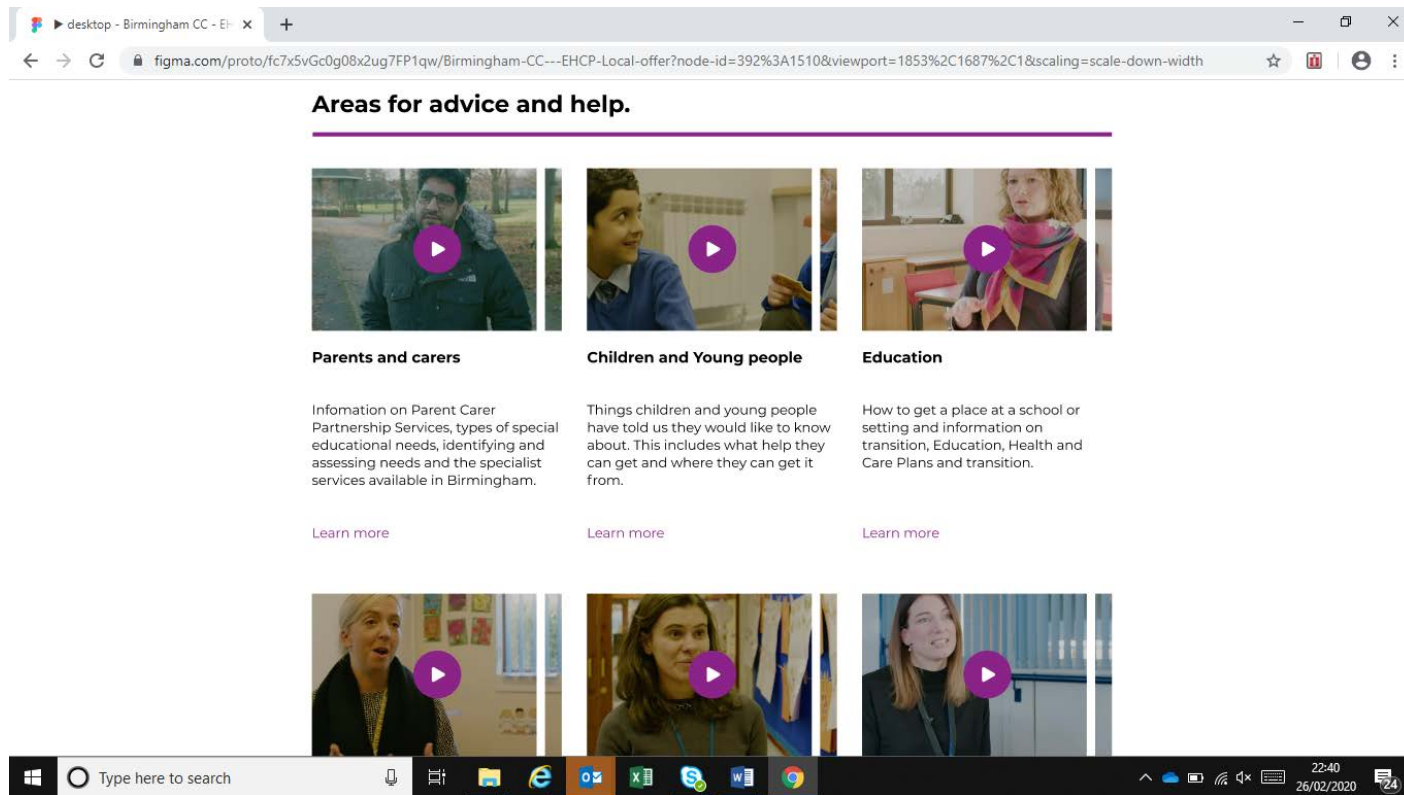 desktop - Birmingham CC - EH
figma.com/proto/fc7x5vGc0g08x2ug7FP1qw/Birmingham-CC---EHCP-Local-offer?node-id=392%3A1510&viewport=1853%2C1687%2C1&scaling=scale-down-width
Areas for advice and help.
Parents and carers
Infomation on Parent Carer
Partnership Services, types of special
educational needs, identifying and
assessing needs and the specialist
services available in Birmingham.
Learn more
Children and Young people
Things children and young people
have told us they would like to know
about. This includes what help they
can get and where they can get it
from.
Learn more
Education
How to get a place at a school or
setting and information on
transition, Education, Health and
Care Plans and transition.
Learn more
Type here to search
22:40
26/02/2020
24